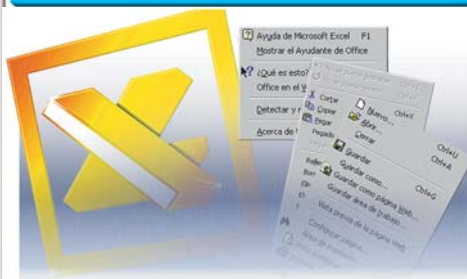 Ayuda de Microsoft Excel F1
Mostrar el Ayudante de Office
¿Qué es esto?
Office en el
Detectar y
Acerca de
Cortar
Copiar
Pegar
Pegado
Ctrl+X
Nuevo...
Abrir...
Cerrar
Guardar
Guardar como...
Guardar como página Web...
Guardar área de trabajo...
Vista previa de la página Web
Configurar página...
Ctrl+U
Ctrl+A
Ctrl+G